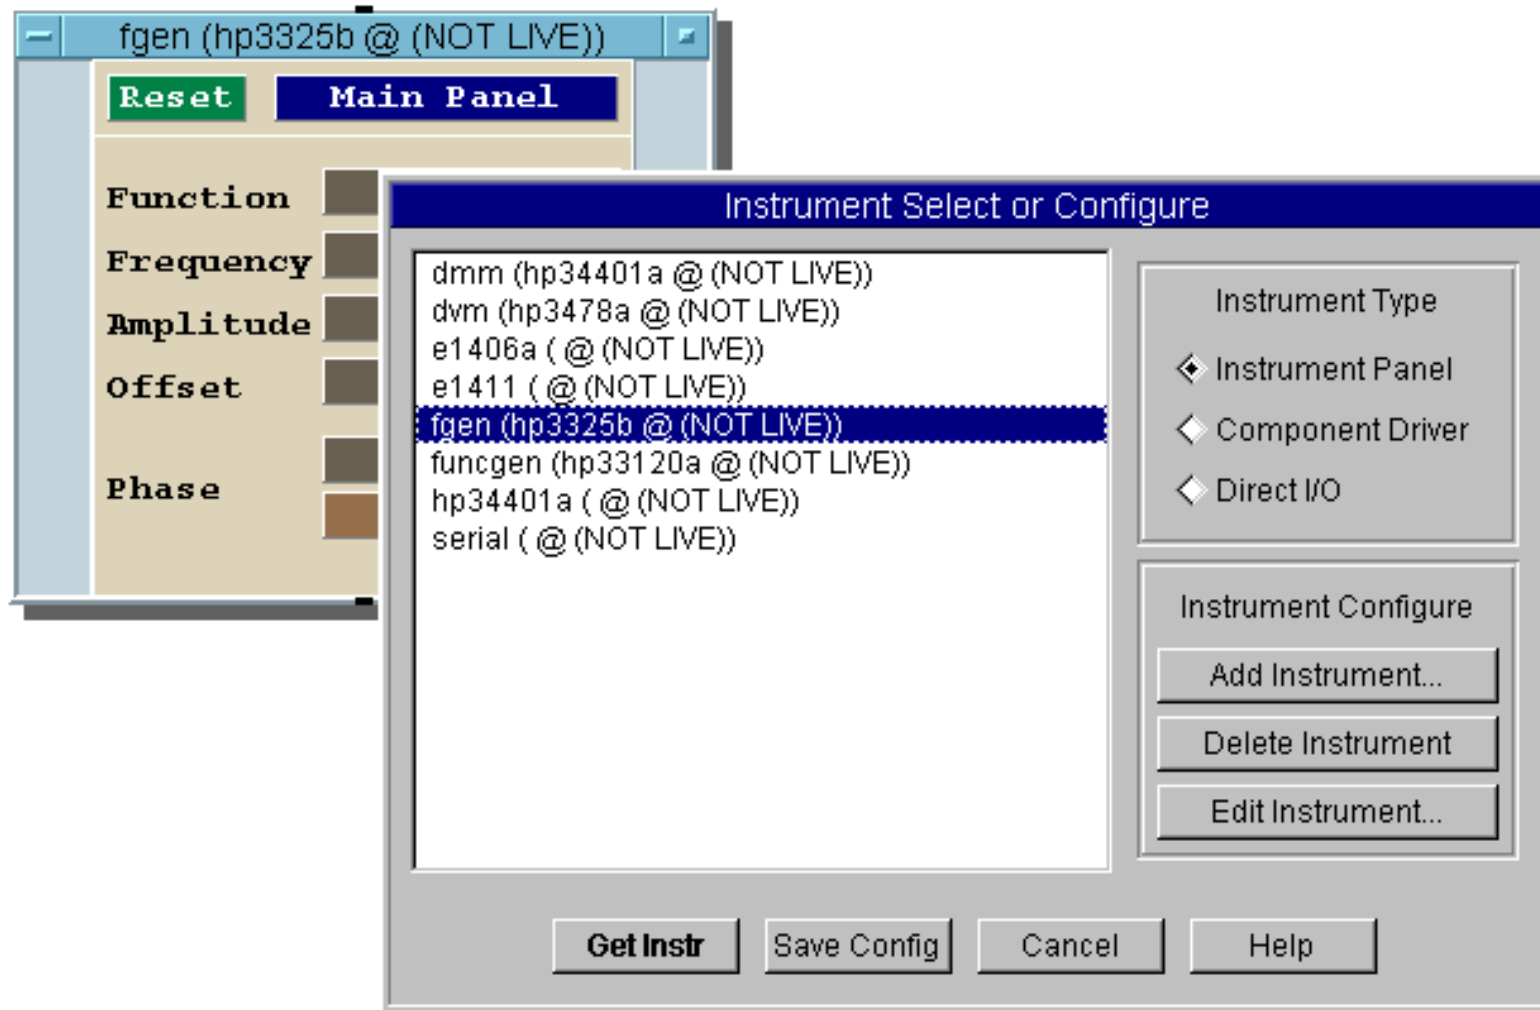 fgen (hp3325b @ (NOT LIVE))
Reset
Main Panel
Function
Frequency
Amplitude
Offset
Phase
Instrument Select or Configure
dmm (hp34401a @ (NOT LIVE))
dvm (hp3478a @ (NOT LIVE))
e1406a ( @ (NOT LIVE))
e1411 ( @ (NOT LIVE))
fgen (hp3325b @ (NOT LIVE))
funcgen (hp33120a @ (NOT LIVE))
hp34401a ( @ (NOT LIVE))
serial ( @ (NOT LIVE))
Instrument Type
Instrument Panel
Component Driver
Direct I/O
Instrument Configure
Add Instrument...
Delete Instrument
Edit Instrument...
Get Instr
Save Config
Cancel
Help